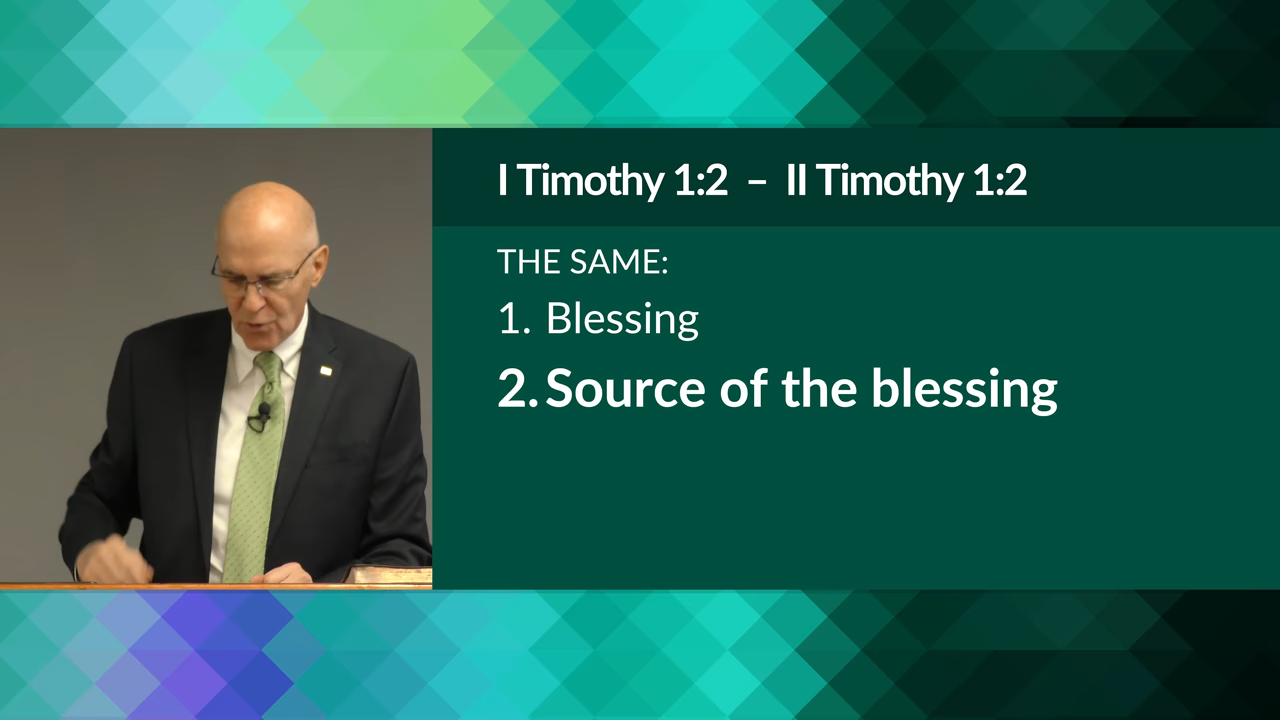 I Timothy 1:2 – II Timothy 1:2
THE SAME:
1. Blessing
2. Source of the blessing